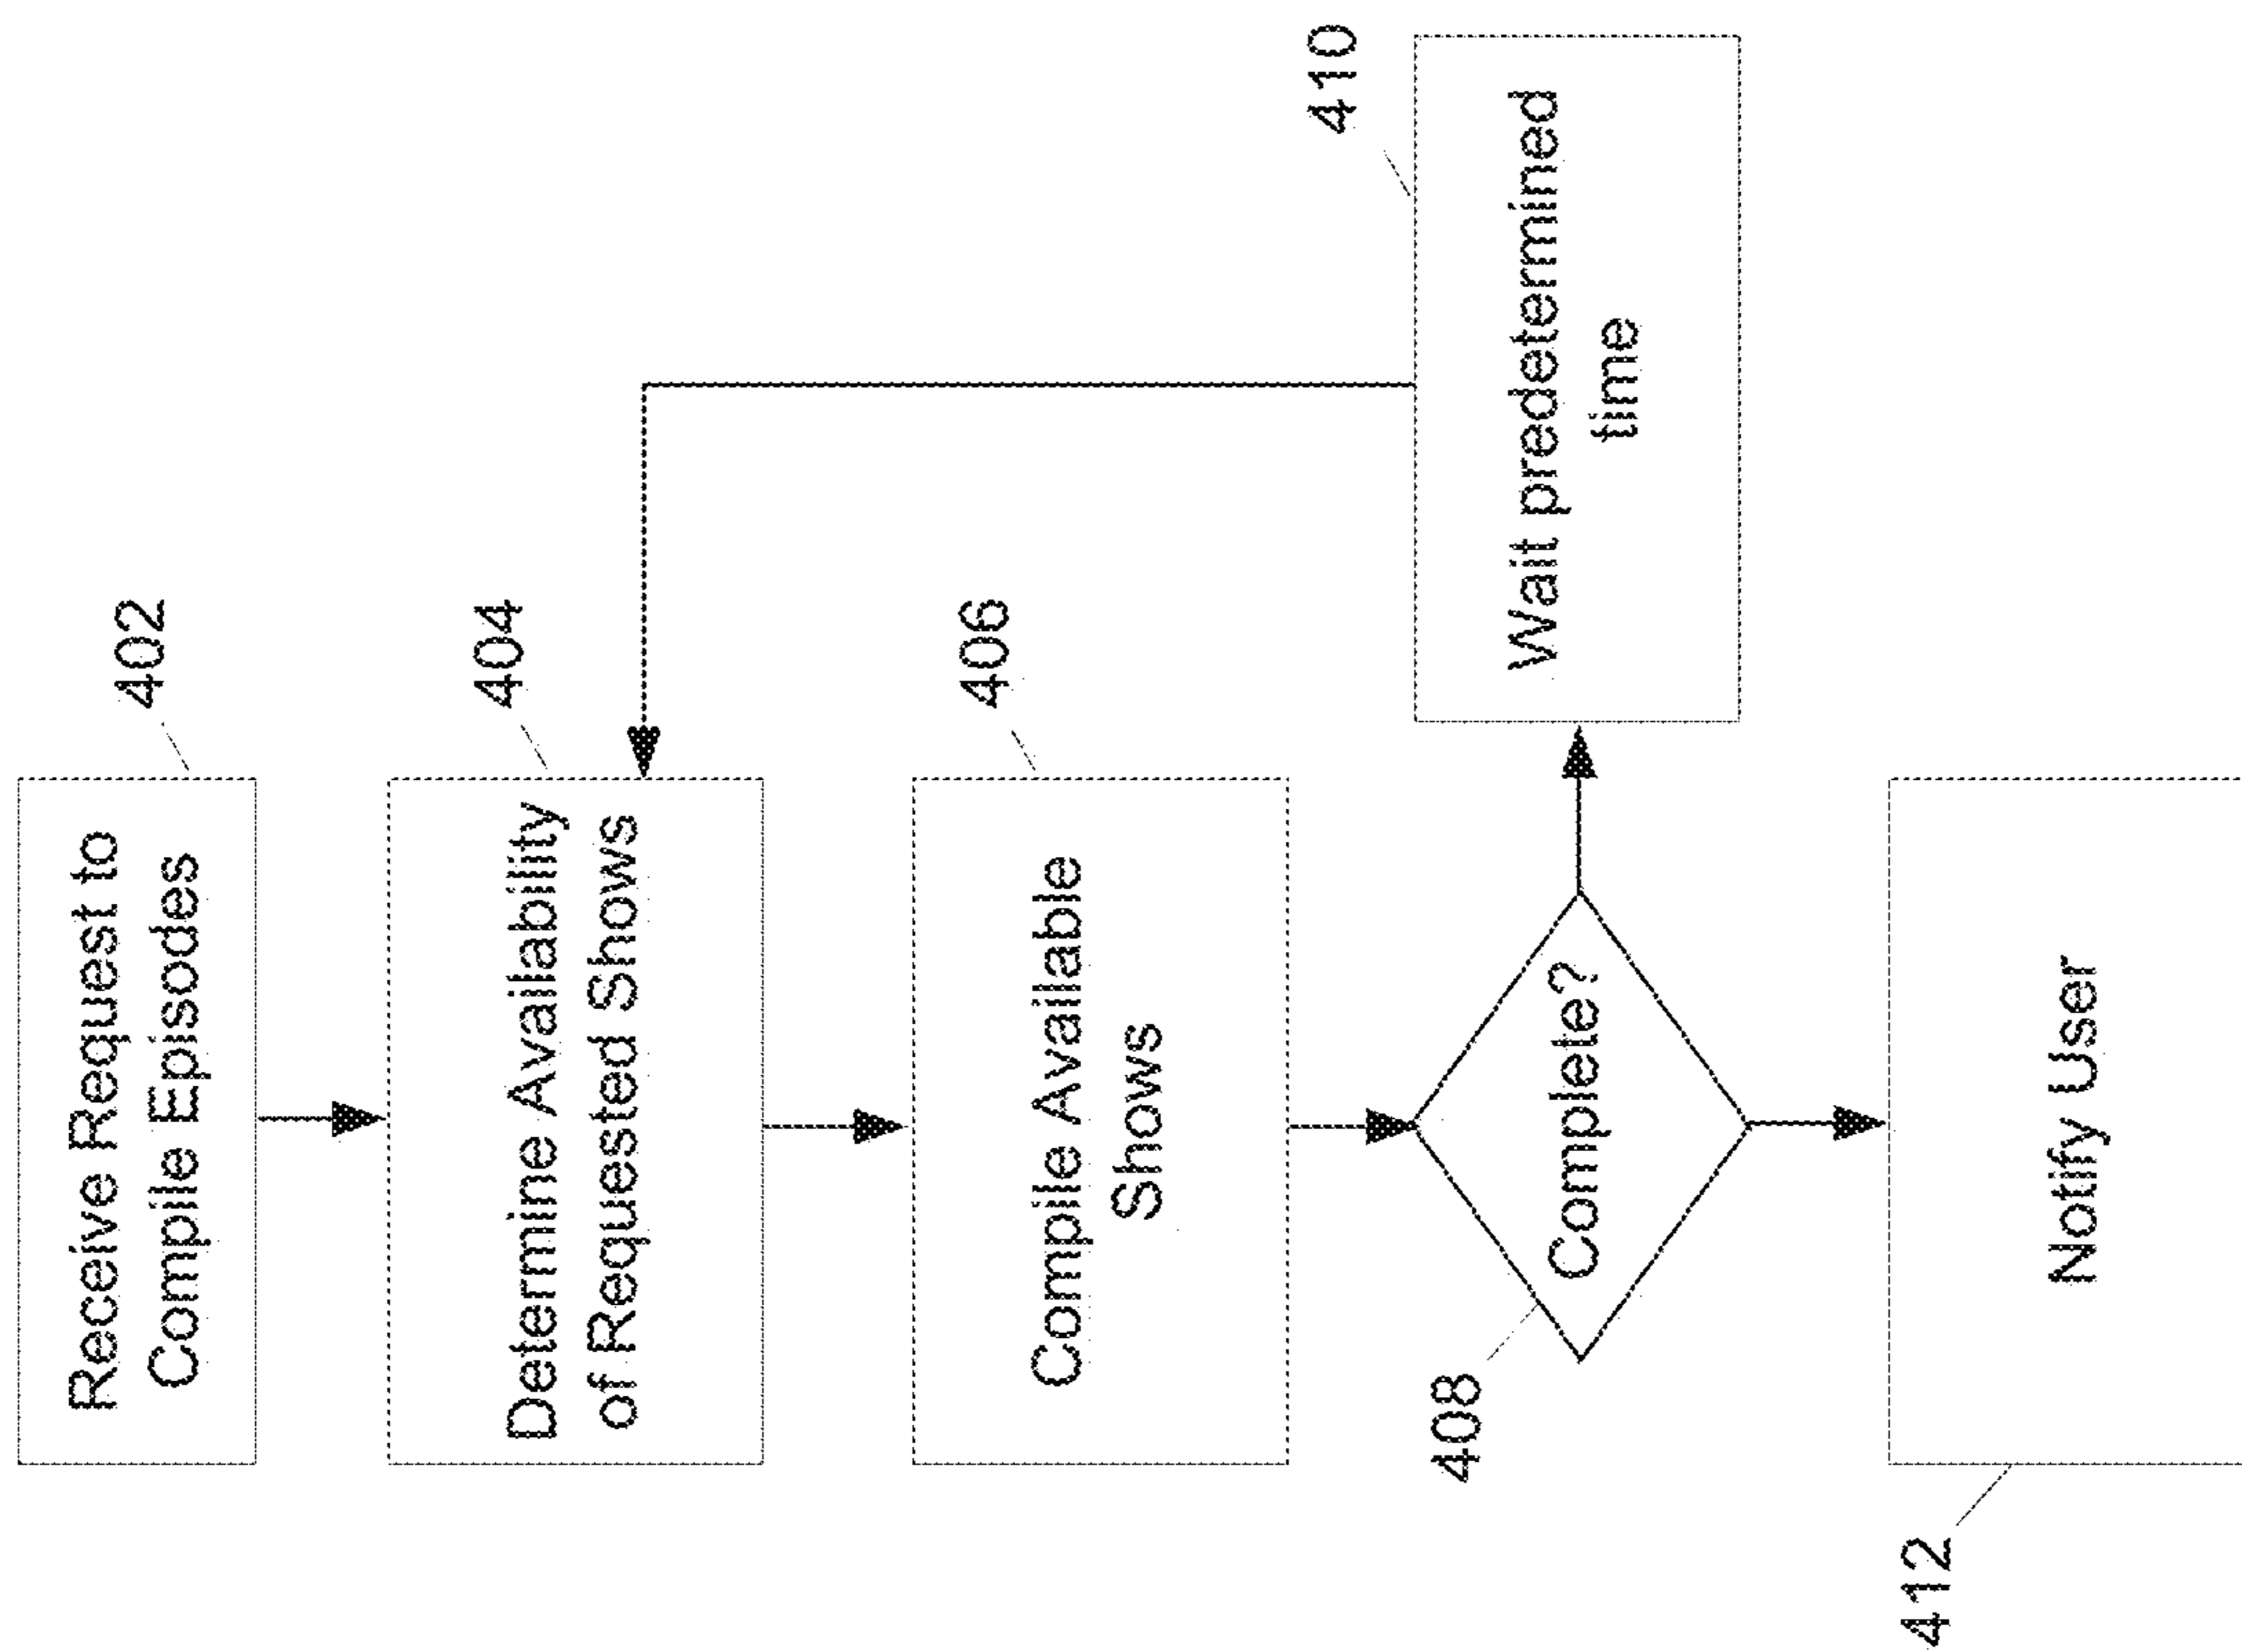 Receive Request to
Compile Episodes
402
Determine Availability
of Requested Shows
404
Compile Available
Shows
406
Complete?
408
Wait predetermined
time
410
Notify User
412